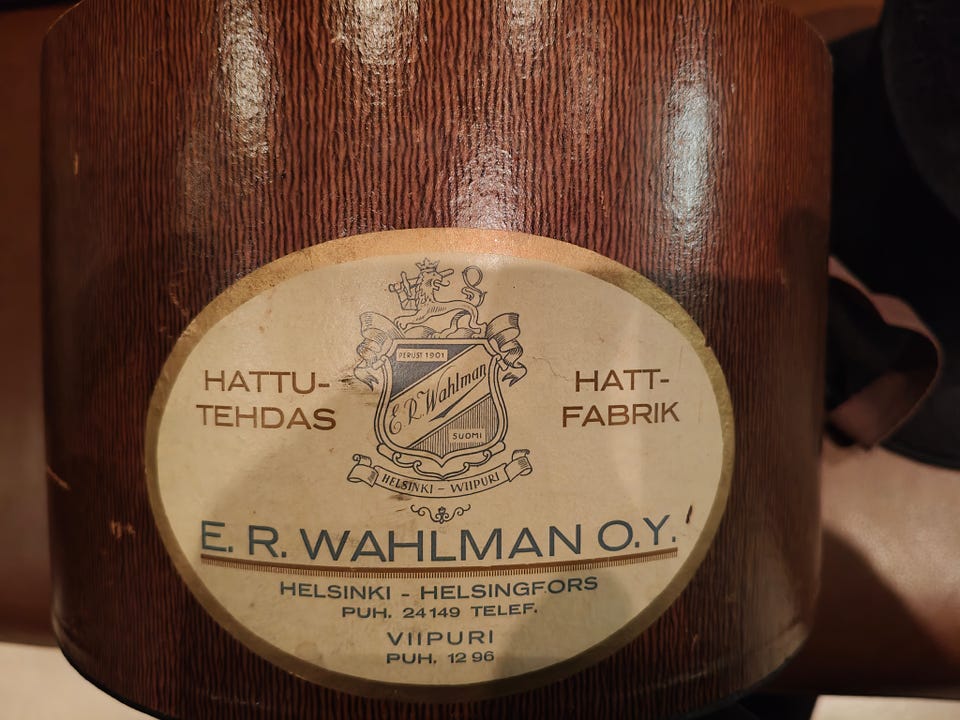 PERUST 1901
E. R. Wahlman
SUOMI
HELSINKI - WIIPURI
HATTU-
TEHDAS
HATT-
FABRIK
E. R. WAHLMAN O.Y.
HELSINKI - HELSINGFORS
PUH. 24149 TELEF.
VIIPURI
PUH. 12 96